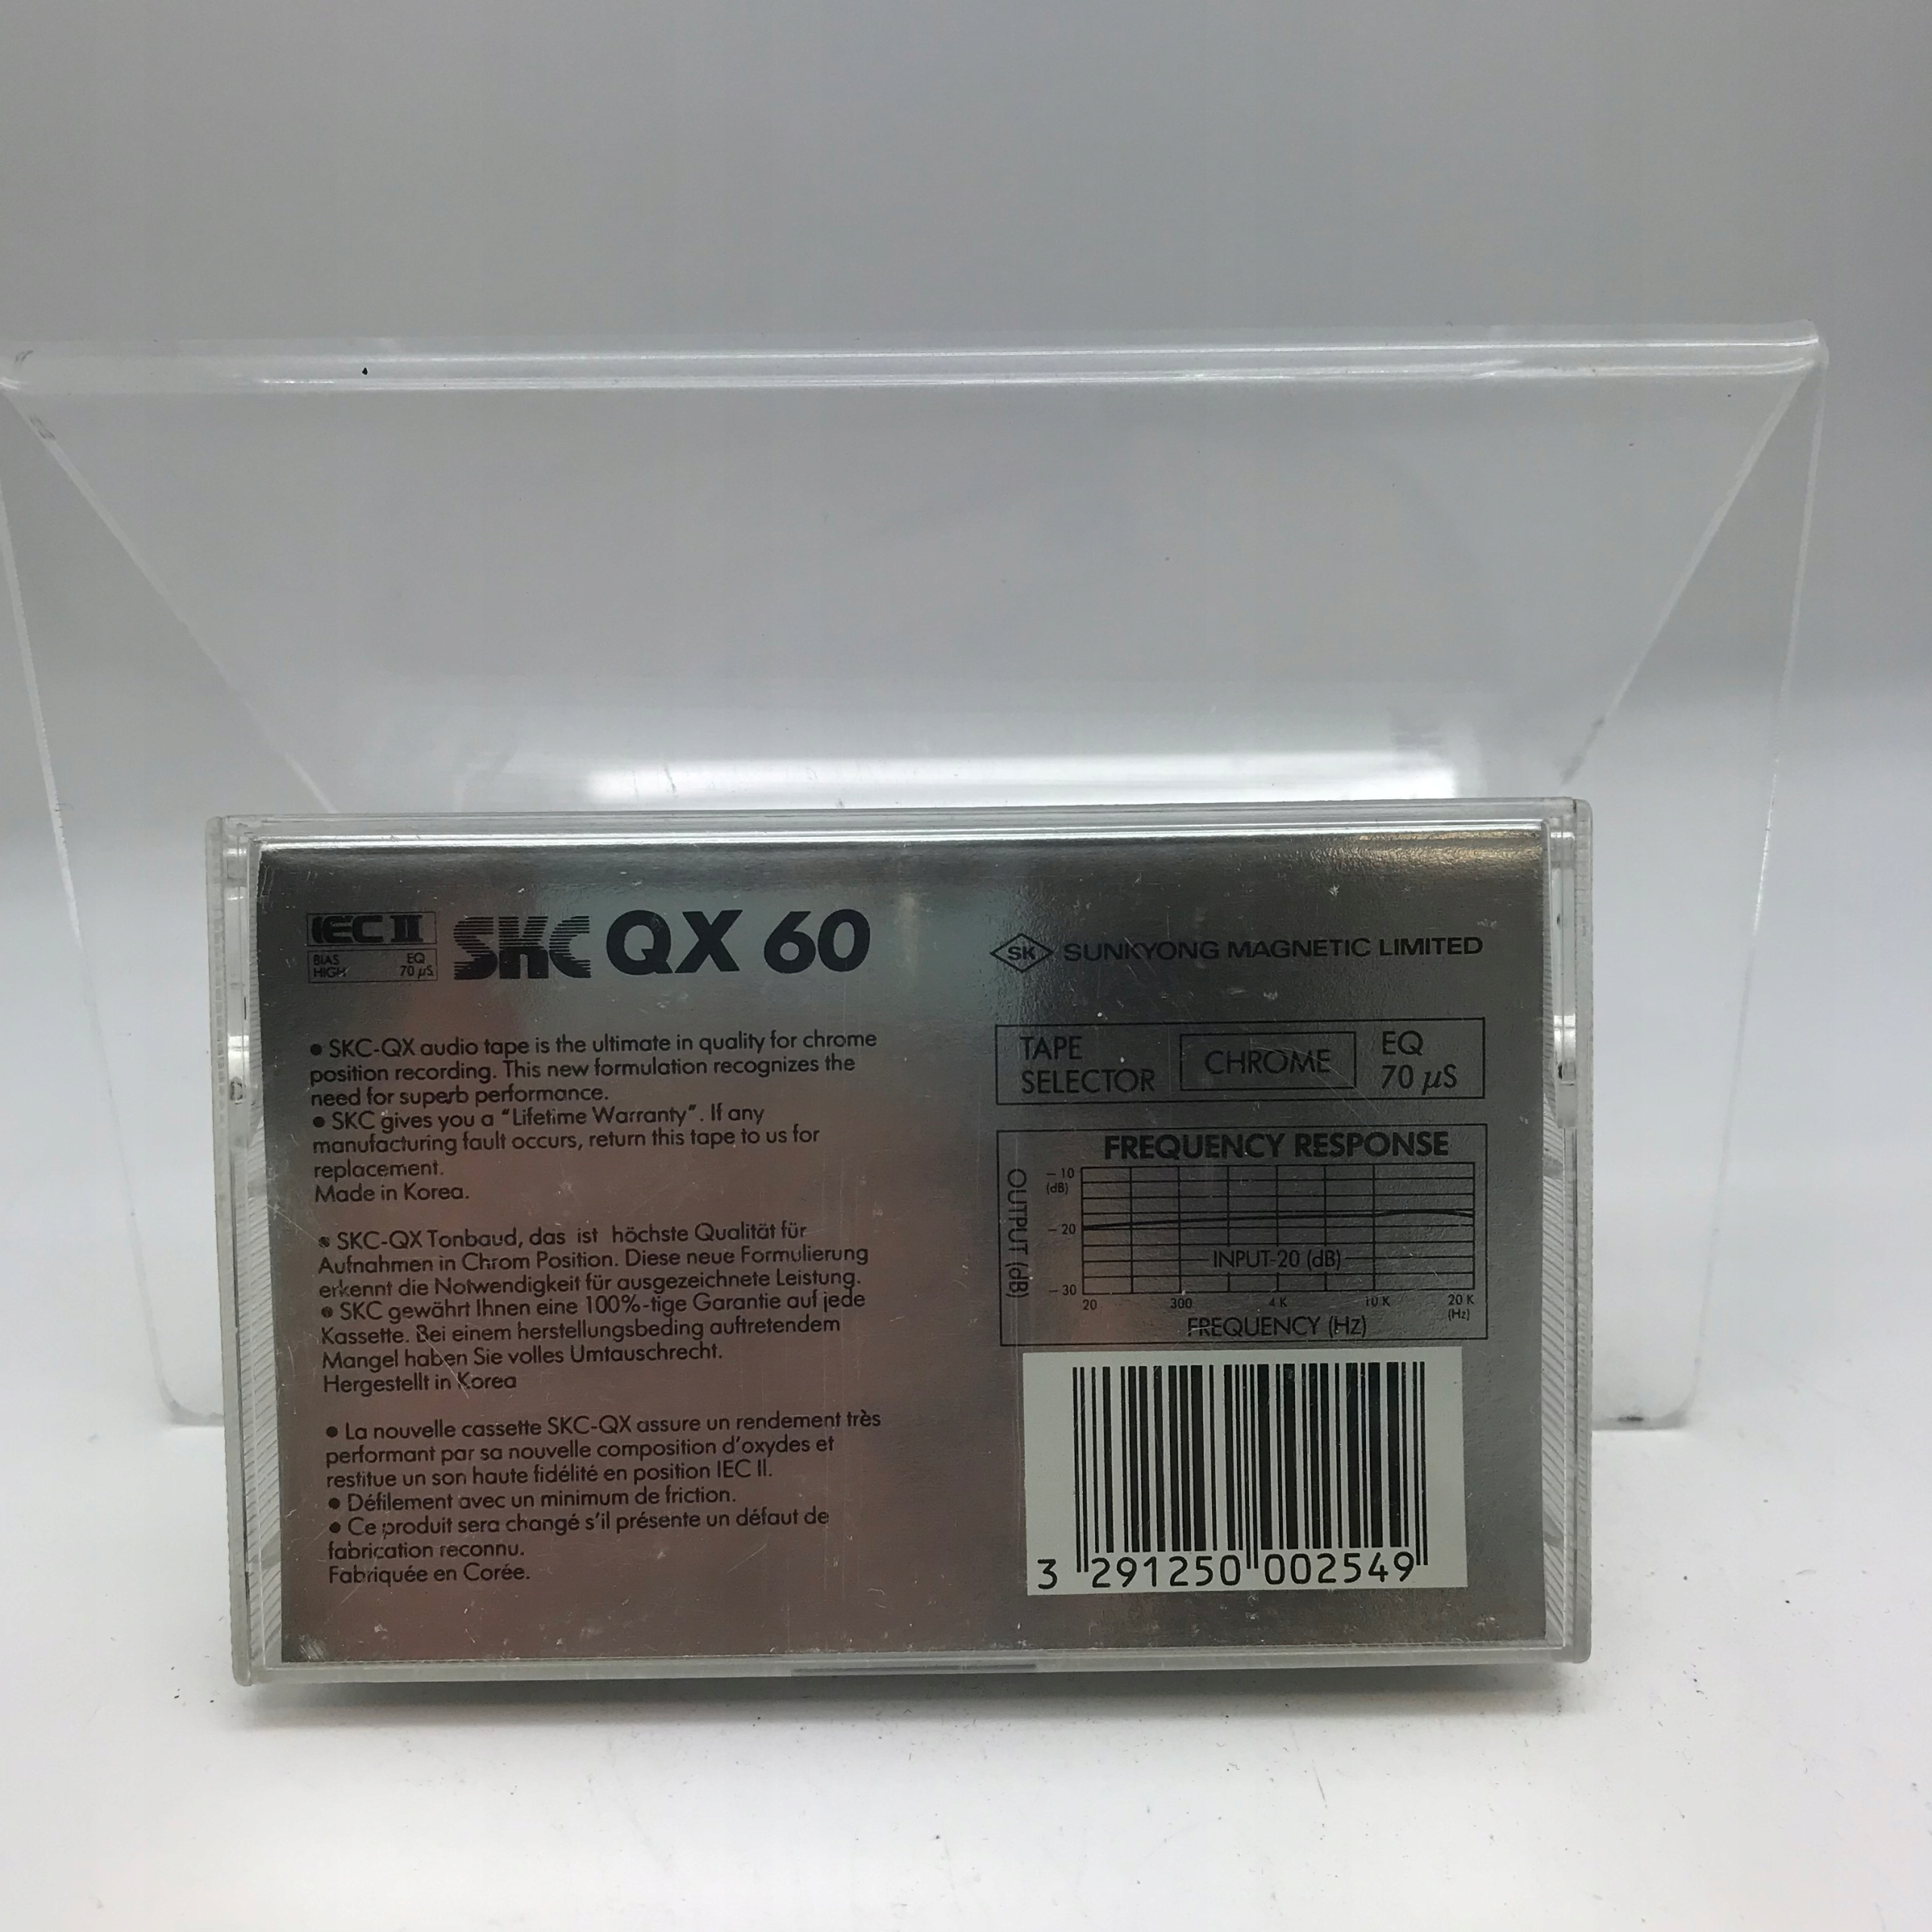 IEC II
BIAS HIGH
EQ 70 µS
SKC QX 60
• SKC-QX audio tape is the ultimate in quality for chrome
position recording. This new formulation recognizes the
need for superb performance.
• SKC gives you a "Lifetime Warranty". If any
manufacturing fault occurs, return this tape to us for
replacement.
Made in Korea.
• SKC-QX Tonbaud, das ist höchste Qualität für
Aufnahmen in Chrom Position. Diese neue Formulierung
erkennt die Notwendigkeit für ausgezeichnete Leistung.
• SKC gewährt Ihnen eine 100%-tige Garantie auf jede
Kassette. Bei einem herstellungsbeding auftretendem
Mangel haben Sie volles Umtauschrecht.
Hergestellt in Korea
• La nouvelle cassette SKC-QX assure un rendement très
performant par sa nouvelle composition d'oxydes et
restitue un son haute fidélité en position IEC II.
• Défilement avec un minimum de friction.
• Ce produit sera changé s'il présente un défaut de
fabrication reconnu.
Fabriquée en Corée.
SK SUNKYONG MAGNETIC LIMITED
TAPE SELECTOR
CHROME
EQ 70 µS
FREQUENCY RESPONSE
OUTPUT (dB)
-10
(dB)
-20
-30
INPUT-20 (dB)
20 300 4 K 10 K 20 K
(Hz)
FREQUENCY (Hz)
3 291250 002549